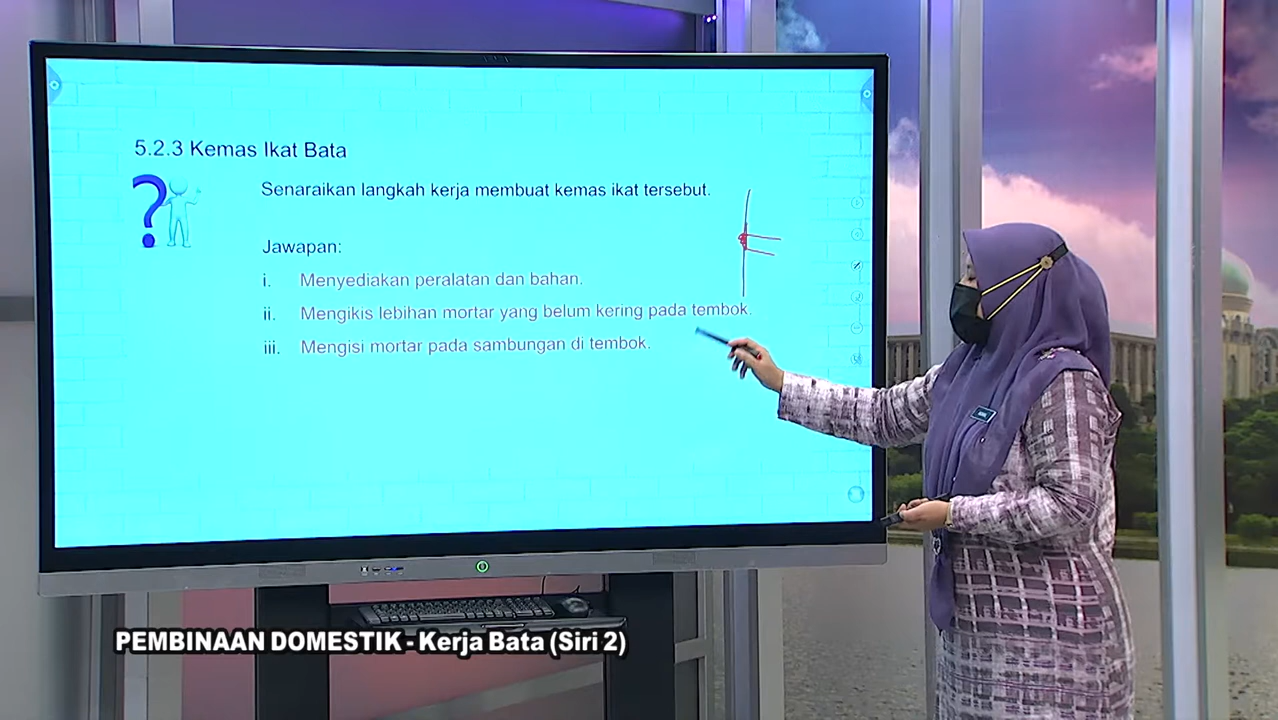 5.2.3 Kemas Ikat Bata
Senaraikan langkah kerja membuat kemas ikat tersebut.
Jawapan:
i. Menyediakan peralatan dan bahan.
ii. Mengikis lebihan mortar yang belum kering pada tembok.
iii. Mengisi mortar pada sambungan di tembok.
PEMBINAAN DOMESTIK - Kerja Bata (Siri 2)